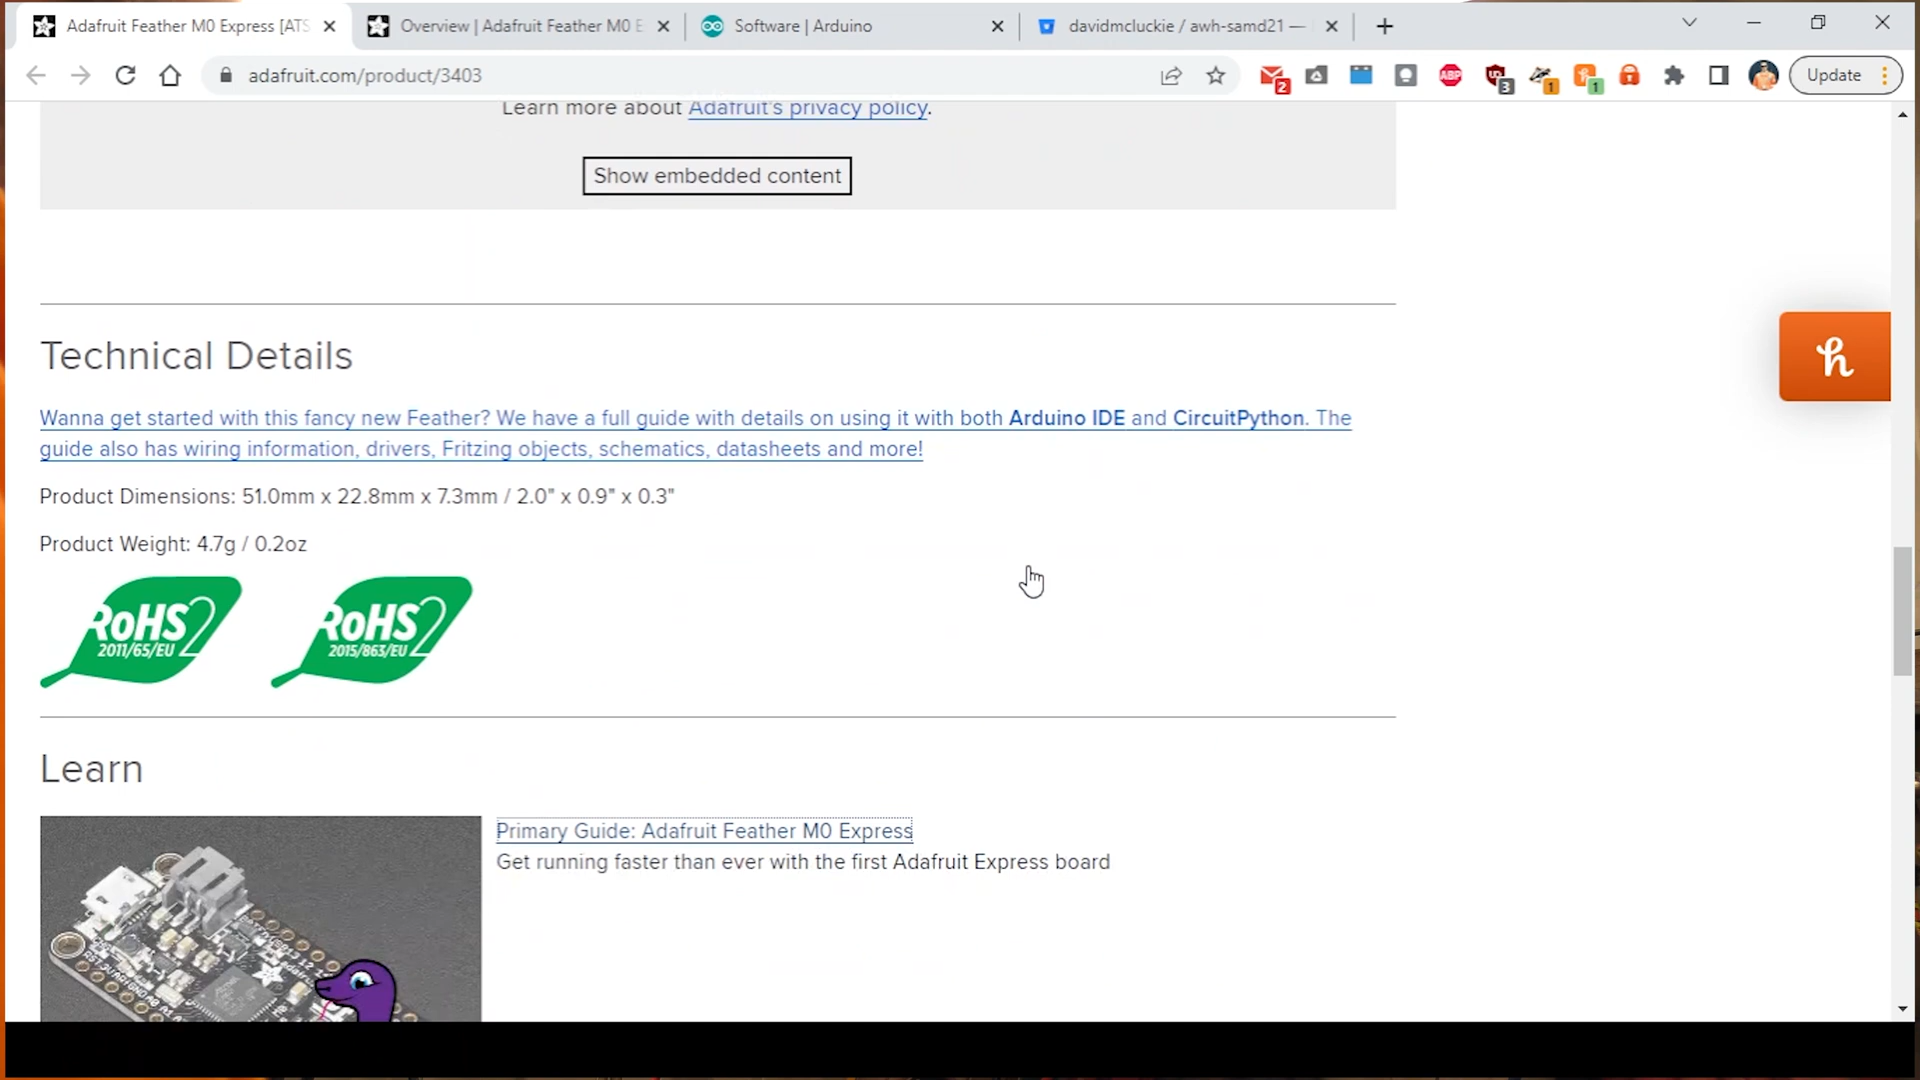 Adafruit Feather M0 Express [ATS
Overview | Adafruit Feather M0 E
Software | Arduino
davidmcluckie / awh-samd21 —
adafruit.com/product/3403
2
ABP
3
1
1
Update
Learn more about Adafruit's privacy policy.
Show embedded content
Technical Details
Wanna get started with this fancy new Feather? We have a full guide with details on using it with both Arduino IDE and CircuitPython. The
guide also has wiring information, drivers, Fritzing objects, schematics, datasheets and more!
Product Dimensions: 51.0mm x 22.8mm x 7.3mm / 2.0" x 0.9" x 0.3"
Product Weight: 4.7g / 0.2oz
RoHS 2
2011/65/EU
RoHS 2
2015/863/EU
h
Learn
Primary Guide: Adafruit Feather M0 Express
Get running faster than ever with the first Adafruit Express board